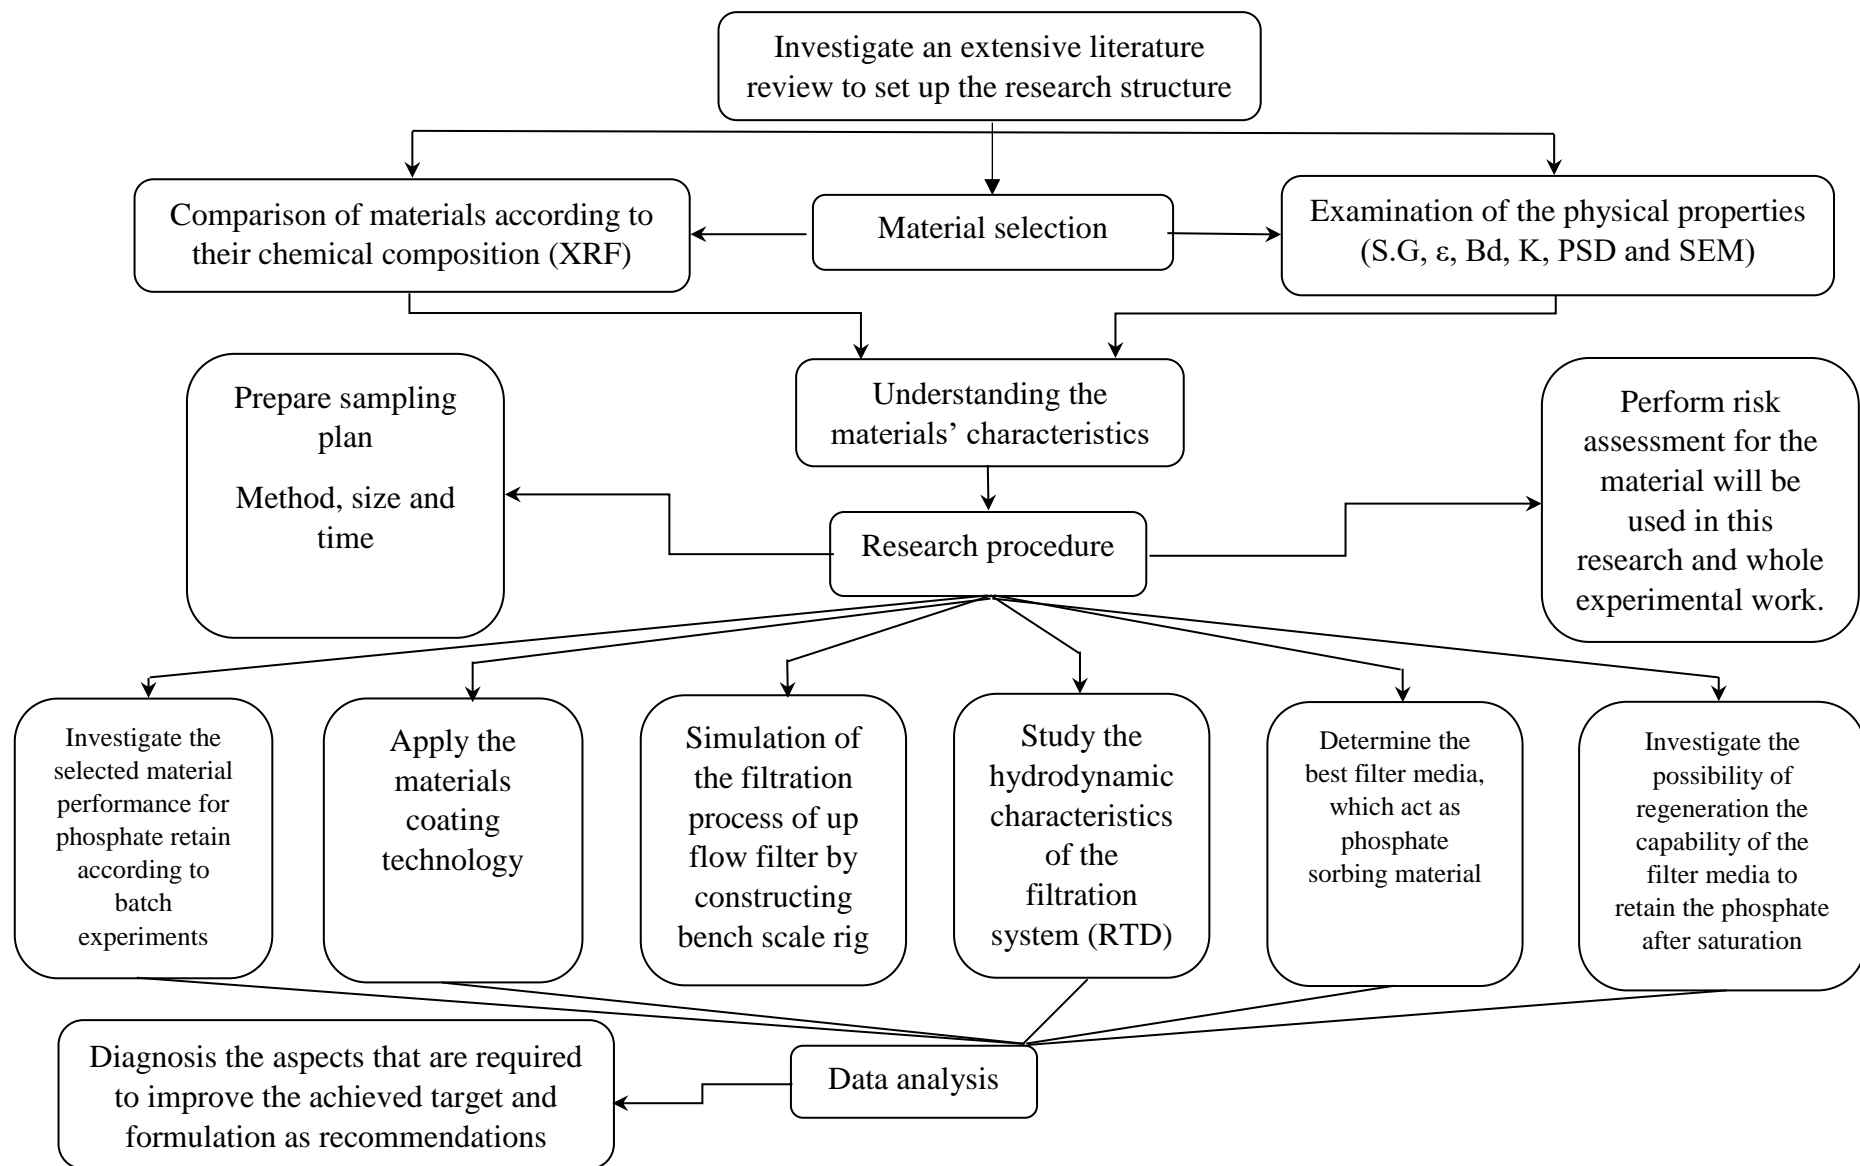 Investigate an extensive literature
review to set up the research structure
Comparison of materials according to
their chemical composition (XRF)
Material selection
Examination of the physical properties
(S.G, ε, Bd, K, PSD and SEM)
Prepare sampling
plan
Method, size and
time
Understanding the
materials’ characteristics
Perform risk
assessment for the
material will be
used in this
research and whole
experimental work.
Research procedure
Investigate the
selected material
performance for
phosphate retain
according to
batch
experiments
Apply the
materials
coating
technology
Simulation of
the filtration
process of up
flow filter by
constructing
bench scale rig
Study the
hydrodynamic
characteristics
of the
filtration
system (RTD)
Determine the
best filter media,
which act as
phosphate
sorbing material
Investigate the
possibility of
regeneration the
capability of the
filter media to
retain the phosphate
after saturation
Diagnosis the aspects that are required
to improve the achieved target and
formulation as recommendations
Data analysis